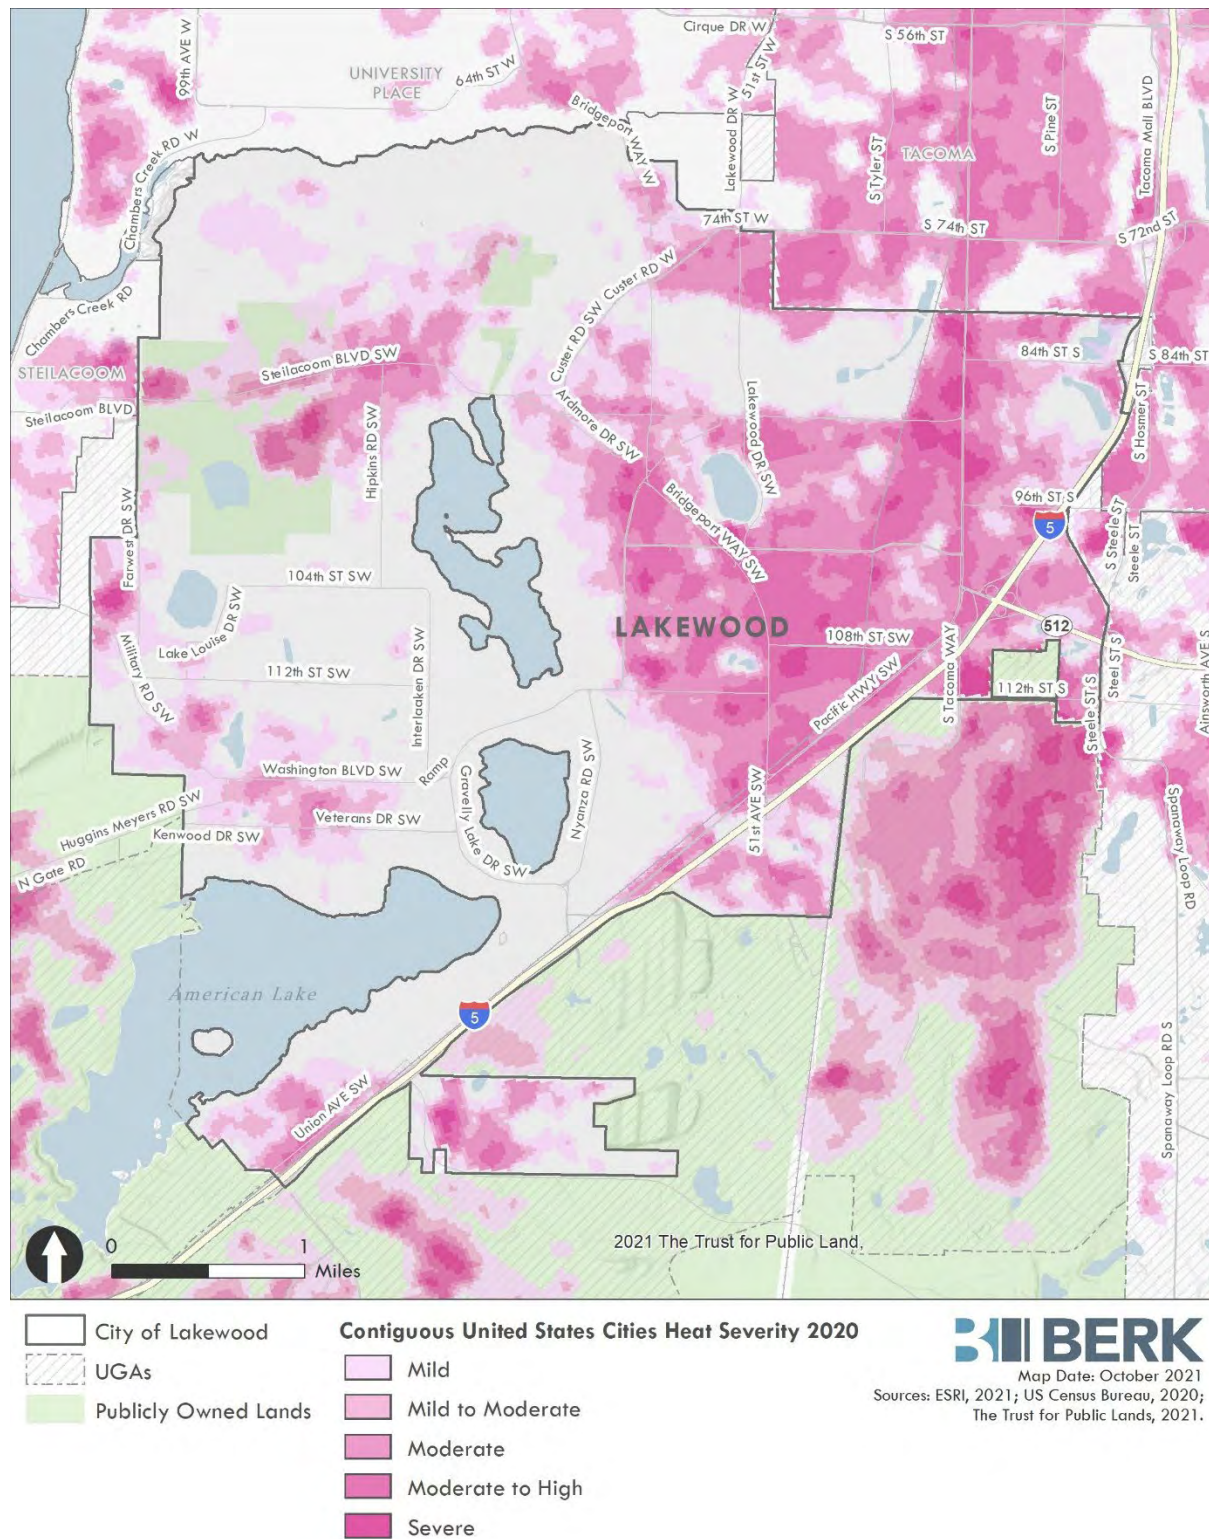 Cirque DR W
S 56th ST
99th AVE W
UNIVERSITY
PLACE
64th ST W
51st ST W
Bridgeport WAY W
Lakewood DR W
S Tyler ST
S Pine ST
Tacoma Mall BLVD
TACOMA
Chambers Creek RD W
74th ST W
S 74th ST
S 72nd ST
Custer RD W
Chambers Creek RD
Custer RD SW
84th ST S
S 84th ST
STEILACOOM
Steilacoom BLVD SW
Steilacoom BLVD
Ardmore DR SW
Lakewood DR SW
S Hosmer ST
Hipkins RD SW
Bridgeport WAY SW
96th ST S
5
S Steele ST
Steele ST
Farwest DR SW
104th ST SW
LAKEWOOD
108th ST SW
512
Lake Louise DR SW
Military RD SW
112th ST SW
Interlaaken DR SW
Pacific HWY SW
S Tacoma WAY
112th ST S
Steel ST S
Steele ST S
Ainsworth AVE S
Washington BLVD SW
Ramp
Gravelly Lake DR SW
Nyanza RD SW
51st AVE SW
Huggins Meyers RD SW
Veterans DR SW
Kenwood DR SW
N Gate RD
Spanaway Loop RD
American Lake
5
Union AVE SW
Spanaway Loop RD S
2021 The Trust for Public Land,
0 1
Miles
City of Lakewood
UGAs
Publicly Owned Lands
Contiguous United States Cities Heat Severity 2020
Mild
Mild to Moderate
Moderate
Moderate to High
Severe
BERK
Map Date: October 2021
Sources: ESRI, 2021; US Census Bureau, 2020;
The Trust for Public Lands, 2021.